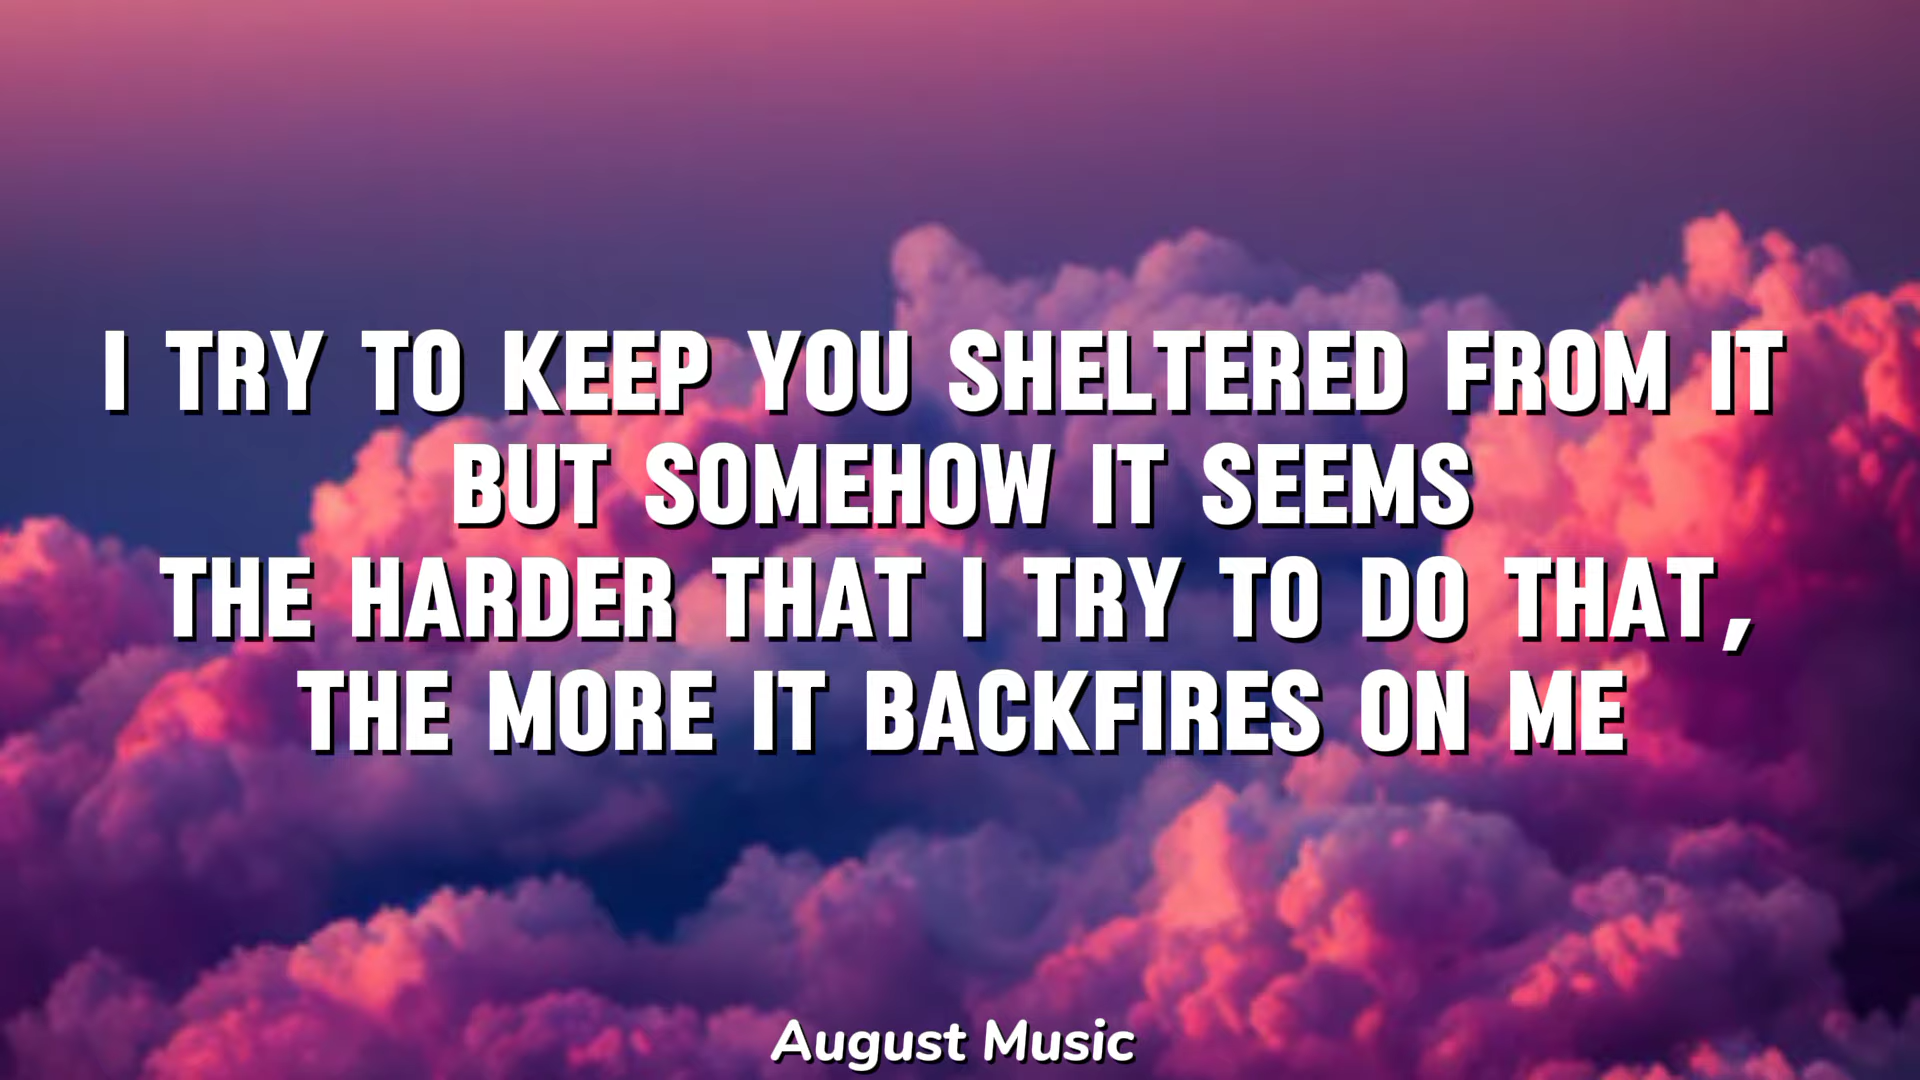 I TRY TO KEEP YOU SHELTERED FROM IT
BUT SOMEHOW IT SEEMS
THE HARDER THAT I TRY TO DO THAT,
THE MORE IT BACKFIRES ON ME
August Music